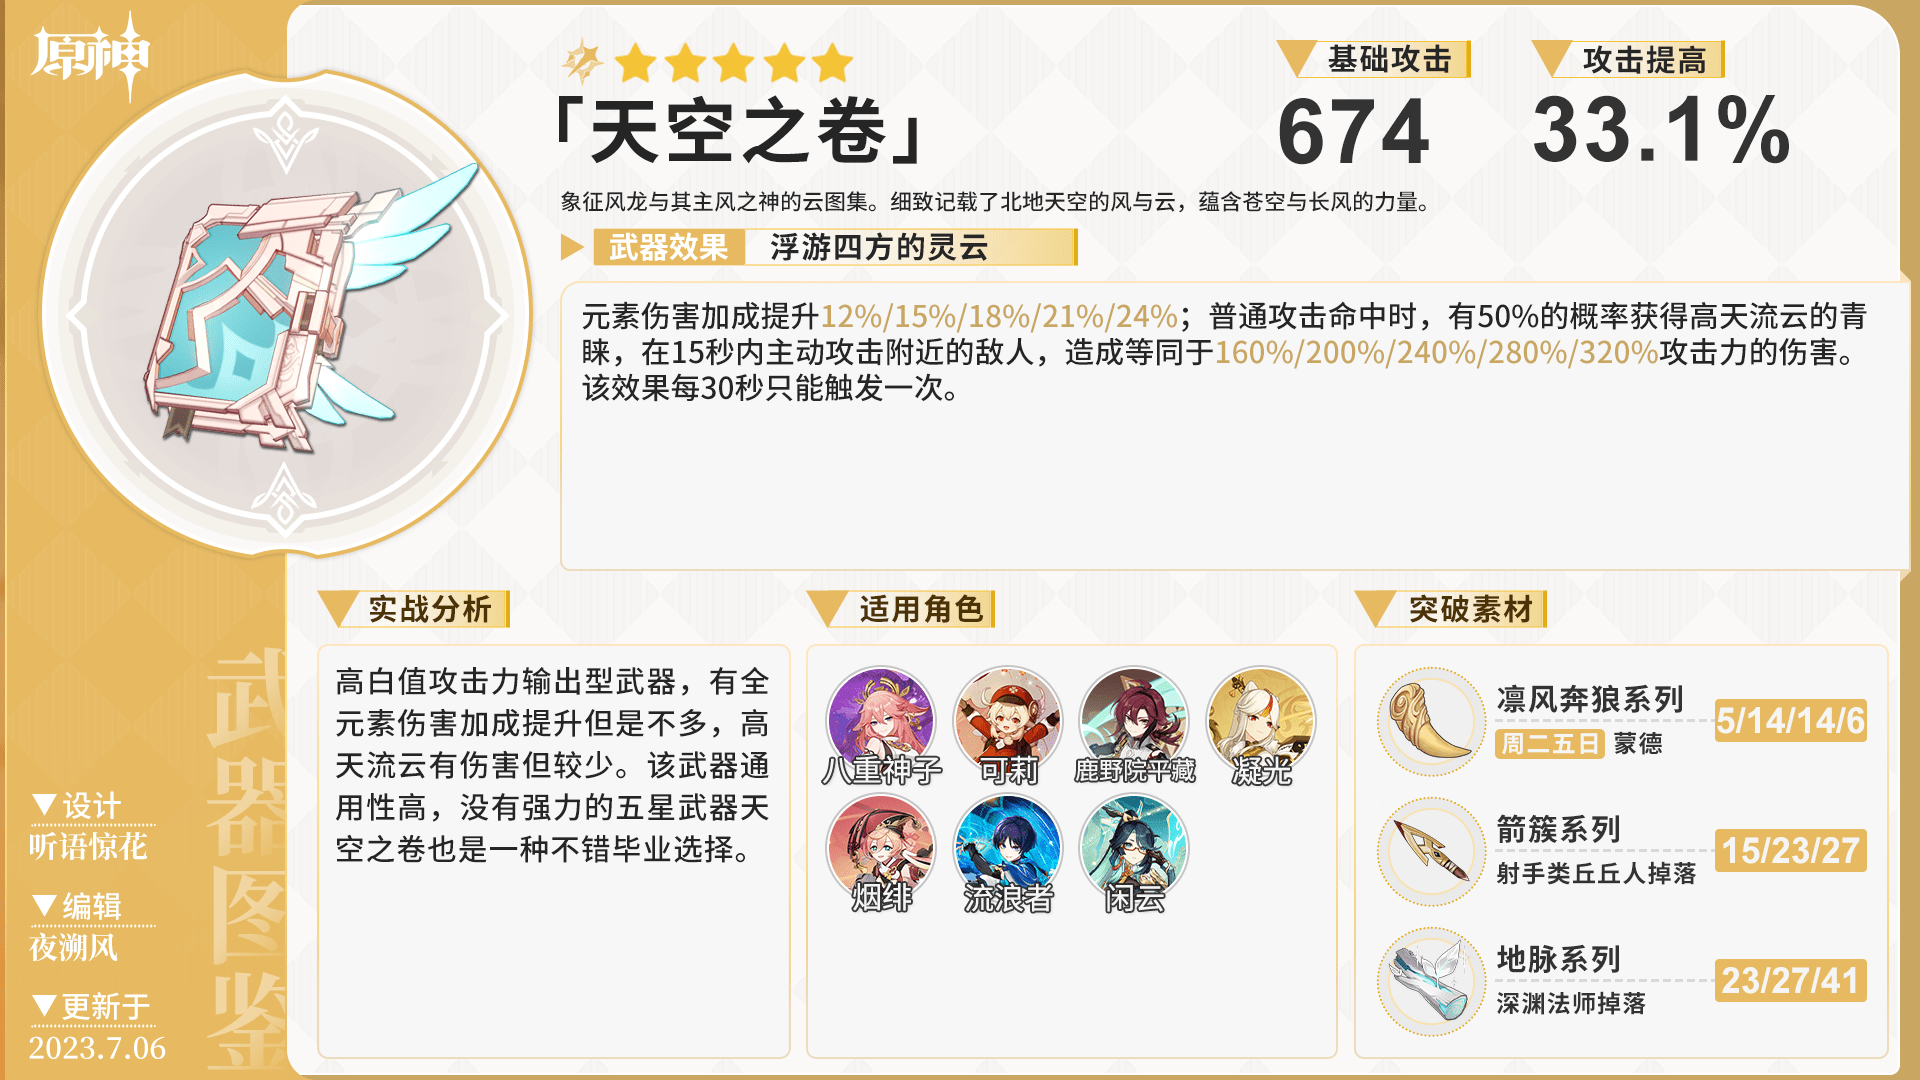 原神
「天空之卷」
基础攻击
674
攻击提高
33.1%
象征风龙与其主风之神的云图集。细致记载了北地天空的风与云，蕴含苍空与长风的力量。
武器效果 浮游四方的灵云
元素伤害加成提升12%/15%/18%/21%/24%；普通攻击命中时，有50%的概率获得高天流云的青
睐，在15秒内主动攻击附近的敌人，造成等同于160%/200%/240%/280%/320%攻击力的伤害。
该效果每30秒只能触发一次。
实战分析
高白值攻击力输出型武器，有全
元素伤害加成提升但是不多，高
天流云有伤害但较少。该武器通
用性高，没有强力的五星武器天
空之卷也是一种不错毕业选择。
适用角色
八重神子 可莉 鹿野院平藏 凝光
烟绯 流浪者 闲云
突破素材
凛风奔狼系列
周二五日 蒙德
5/14/14/6
箭簇系列
射手类丘丘人掉落
15/23/27
地脉系列
深渊法师掉落
23/27/41
武器图鉴
▼设计
听语惊花
▼编辑
夜溯风
▼更新于
2023.7.06